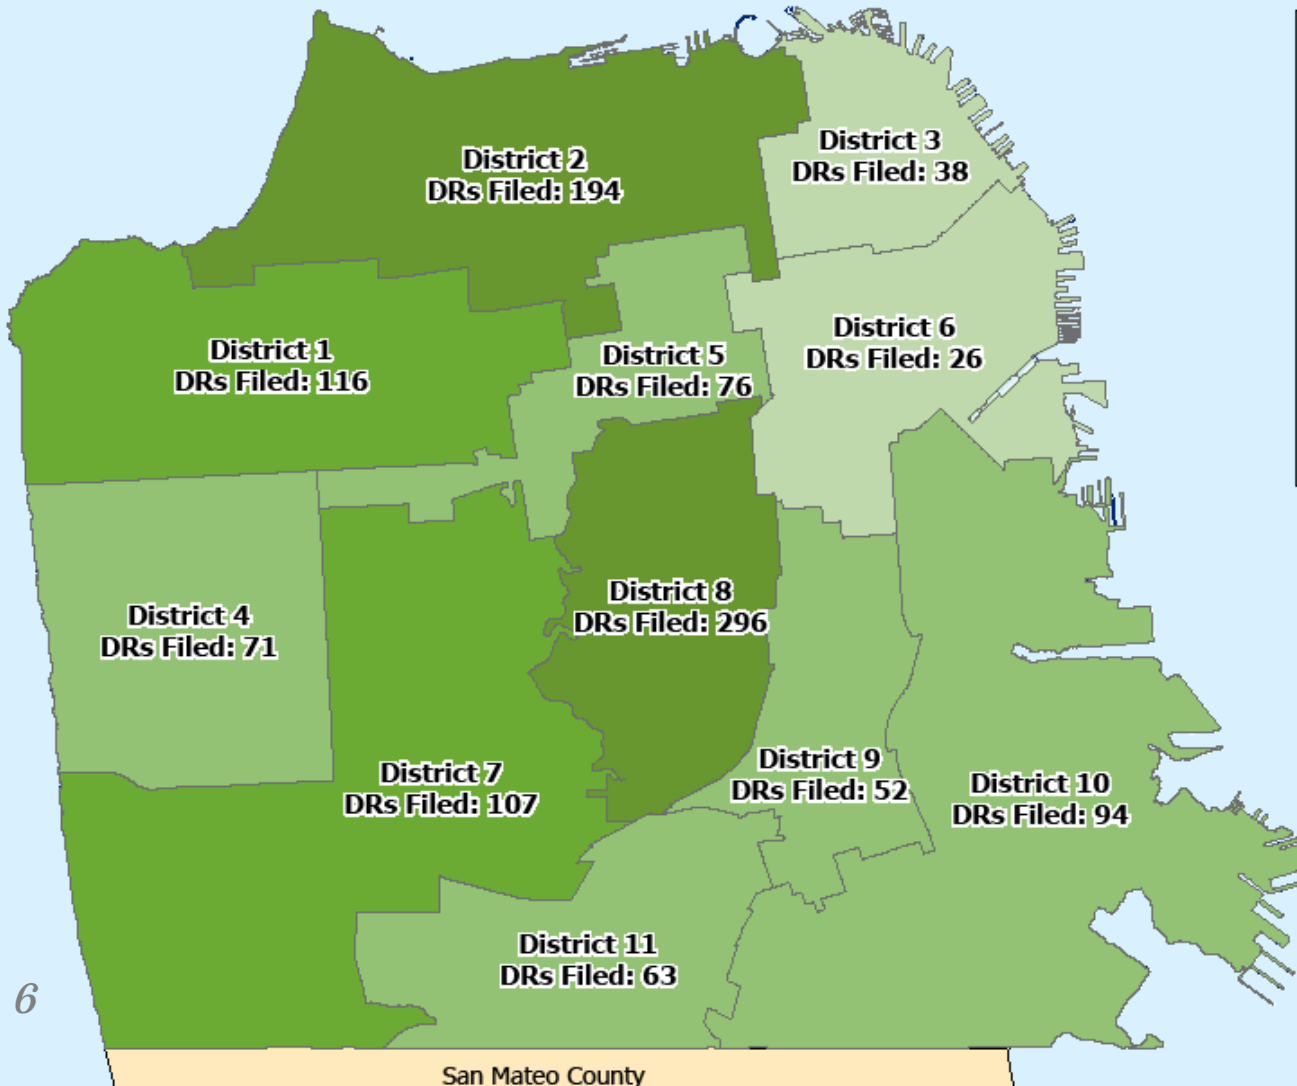 District 2
DRs Filed: 194
District 3
DRs Filed: 38
District 1
DRs Filed: 116
District 5
DRs Filed: 76
District 6
DRs Filed: 26
District 4
DRs Filed: 71
District 8
DRs Filed: 296
District 7
DRs Filed: 107
District 9
DRs Filed: 52
District 10
DRs Filed: 94
District 11
DRs Filed: 63
6
San Mateo County